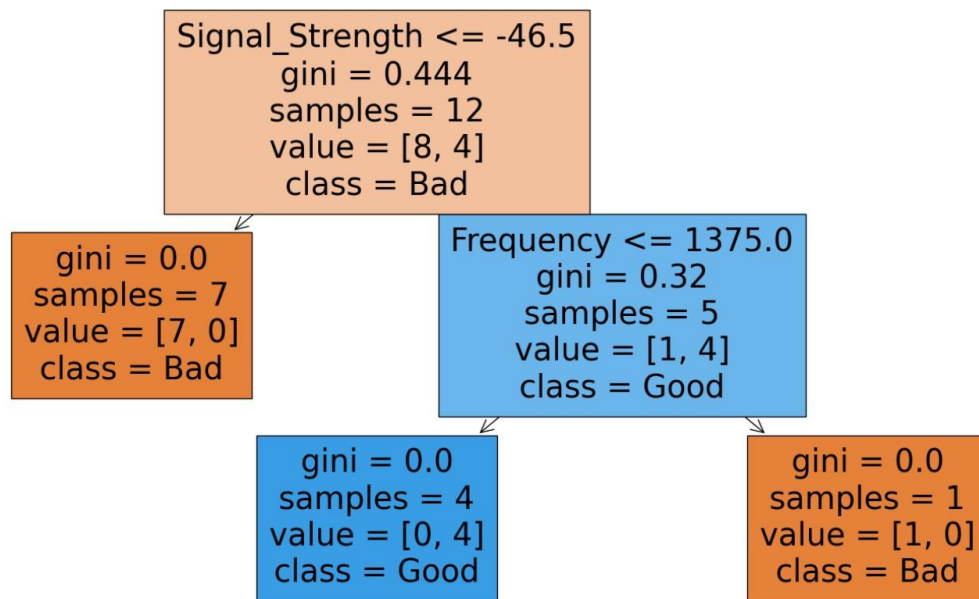 Signal_Strength <= -46.5
gini = 0.444
samples = 12
value = [8, 4]
class = Bad
gini = 0.0
samples = 7
value = [7, 0]
class = Bad
Frequency <= 1375.0
gini = 0.32
samples = 5
value = [1, 4]
class = Good
gini = 0.0
samples = 4
value = [0, 4]
class = Good
gini = 0.0
samples = 1
value = [1, 0]
class = Bad